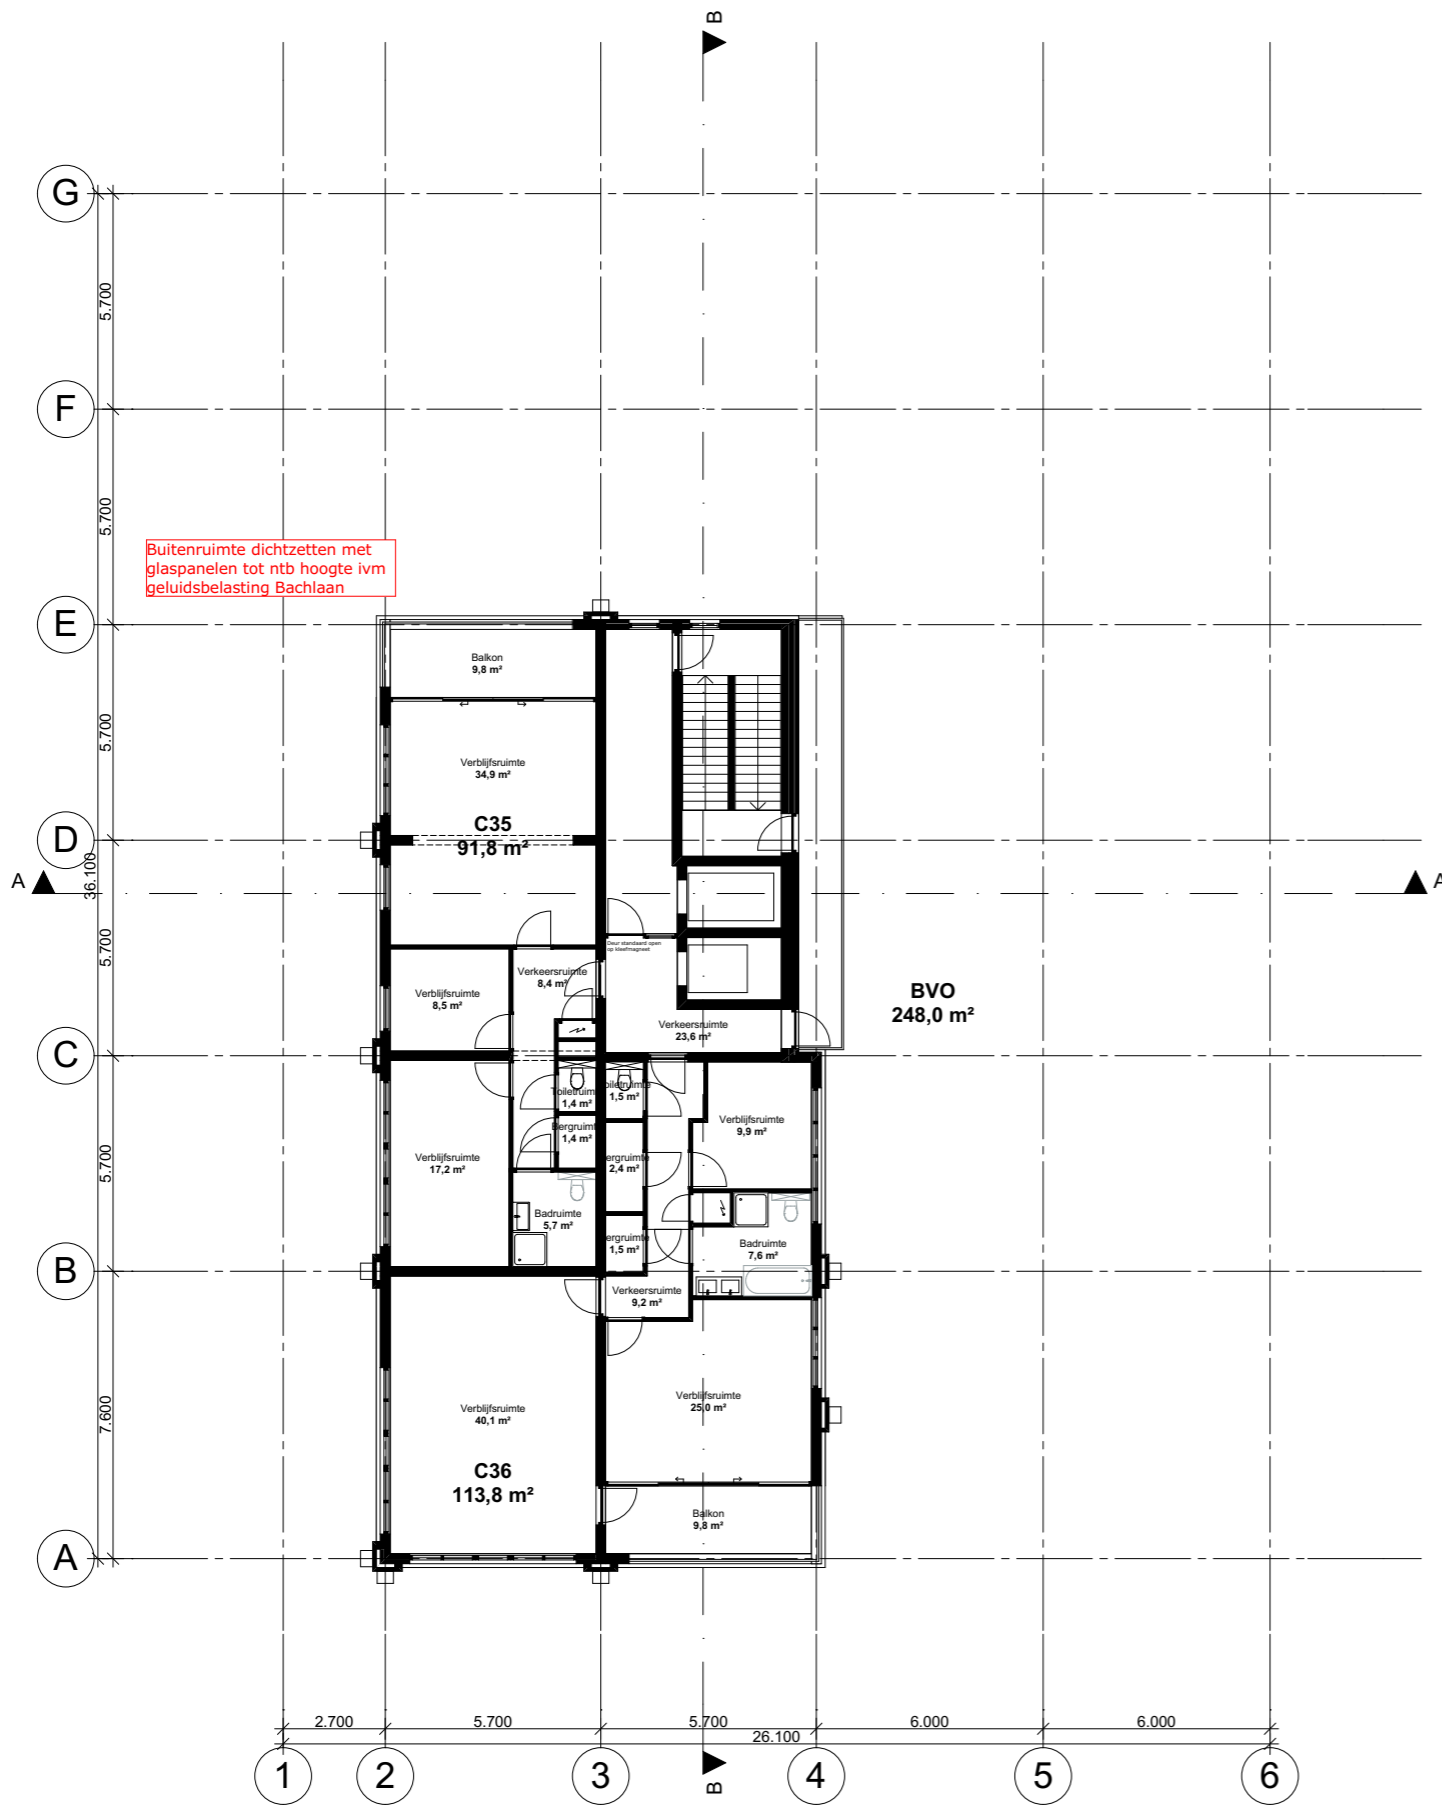 B
G
5.700
F
5.700
Buitenruimte dichtzetten met
glaspanelen tot ntb hoogte ivm
geluidsbelasting Bachlaan
E
Balkon
9,8 m²
5.700
Verblijfsruimte
34,9 m²
C35
91,8 m²
D
36.100
A
A
Deur standaard open
op kleefmagneet
5.700
Verkeersruimte
8,4 m²
Verblijfsruimte
8,5 m²
BVO
248,0 m²
Verkeersruimte
23,6 m²
C
Toiletruimte
1,4 m²
Toiletruimte
1,5 m²
Verblijfsruimte
9,9 m²
Bergruimte
1,4 m²
5.700
Verblijfsruimte
17,2 m²
Bergruimte
2,4 m²
Badruimte
5,7 m²
Bergruimte
1,5 m²
Badruimte
7,6 m²
B
Verkeersruimte
9,2 m²
7.600
Verblijfsruimte
40,1 m²
Verblijfsruimte
25,0 m²
C36
113,8 m²
Balkon
9,8 m²
A
2.700
5.700
5.700
6.000
6.000
26.100
1
2
3
B
4
5
6